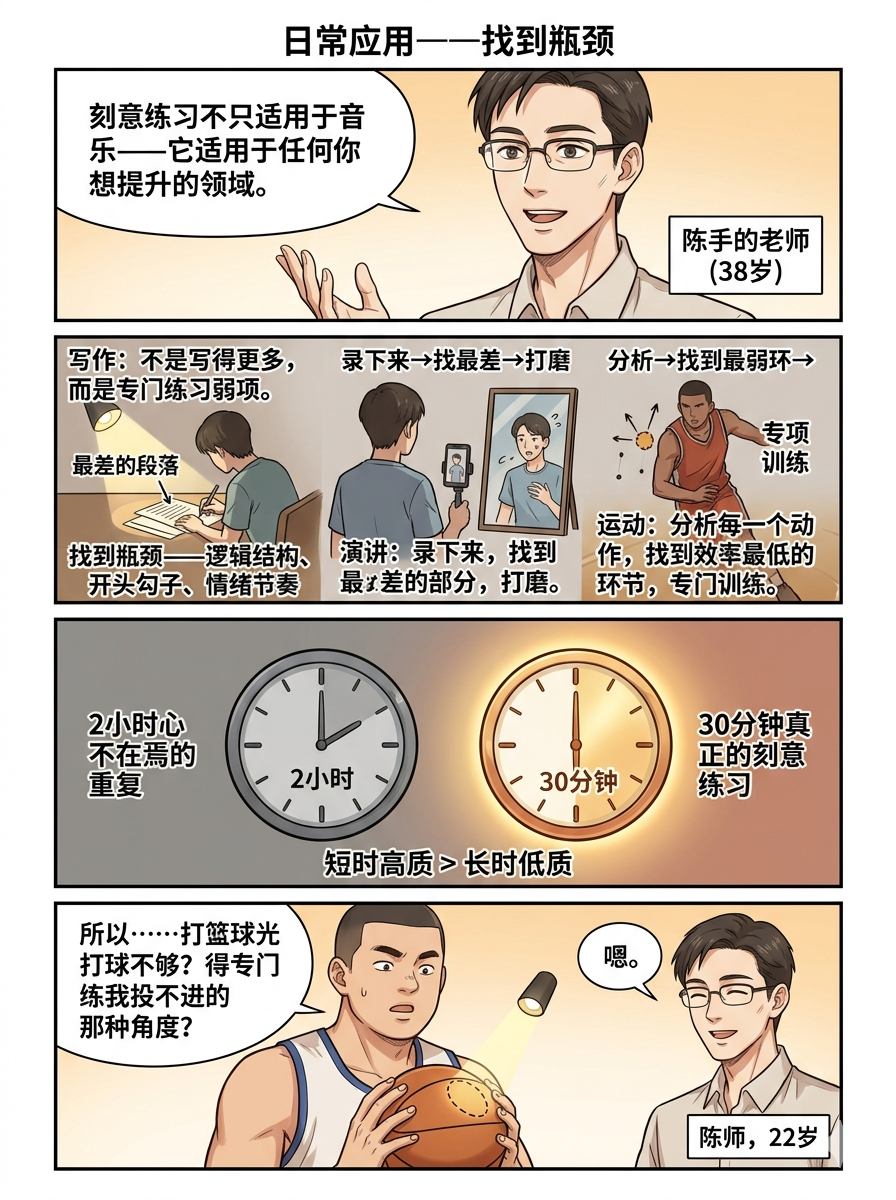 日常应用——找到瓶颈
刻意练习不只适用于音
乐——它适用于任何你
想提升的领域。
陈手的老师
(38岁)
写作：不是写得更多，
而是专门练习弱项。
最差的段落
找到瓶颈——逻辑结构、
开头勾子、情绪节奏
录下来→找最差→打磨
演讲：录下来，找到
最差的部分，打磨。
分析→找到最弱环→
专项
训练
运动：分析每一个动
作，找到效率最低的
环节，专门训练。
2小时心
不在焉的
重复
2小时
30分钟
30分钟真
正的刻意
练习
短时高质 > 长时低质
所以……打篮球光
打球不够？得专门
练我投不进的
那种角度？
嗯。
陈师，22岁